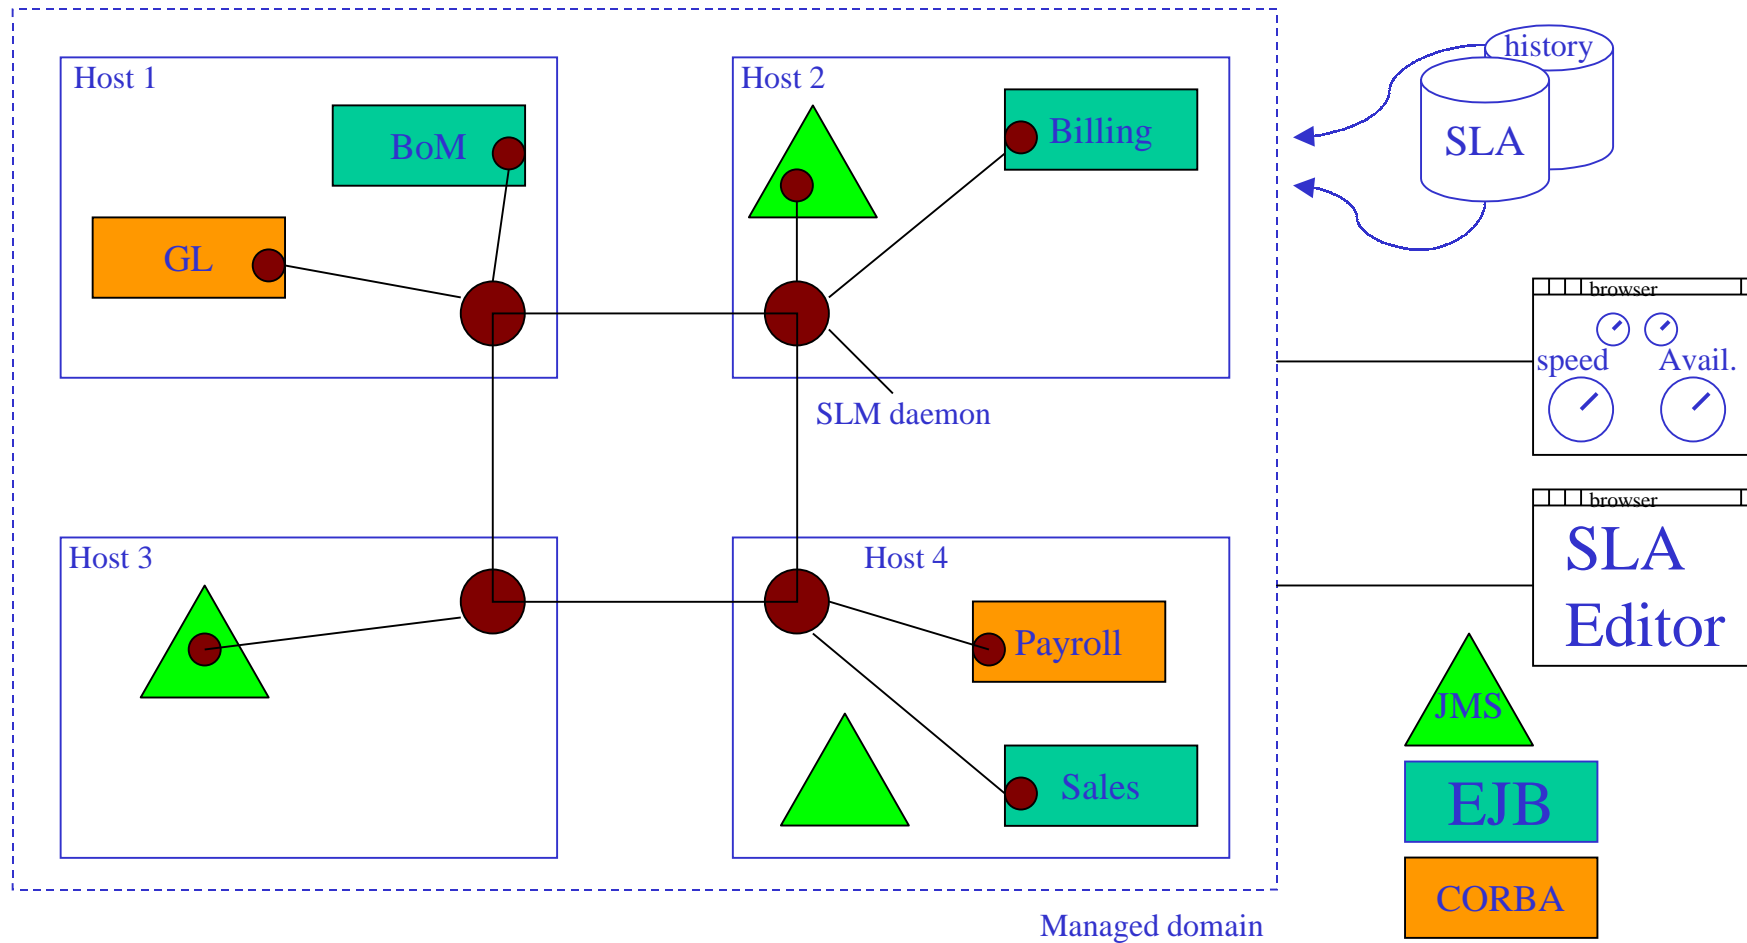 Host 1
BoM
GL
Host 2
Billing
SLM daemon
Host 3
Host 4
Payroll
Sales
Managed domain
history
SLA
browser
speed
Avail.
browser
SLA
Editor
JMS
EJB
CORBA